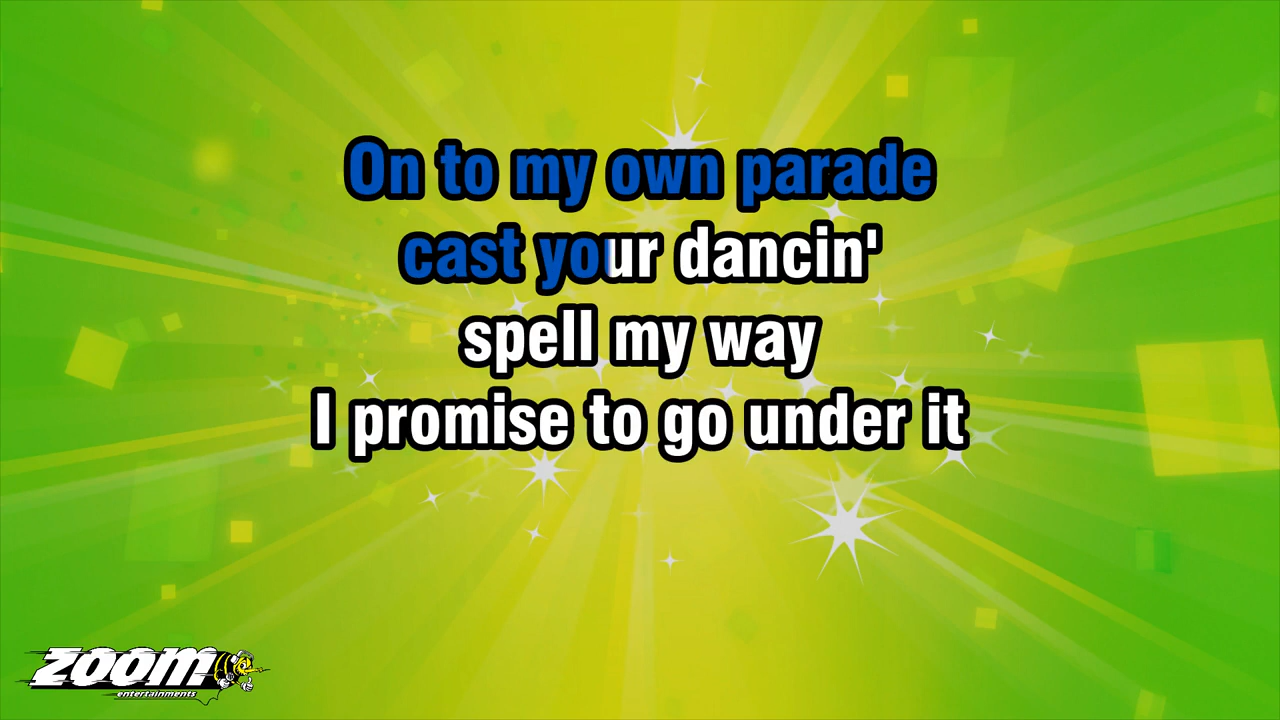 On to my own parade
cast your dancin'
spell my way
I promise to go under it
zoom
entertainments